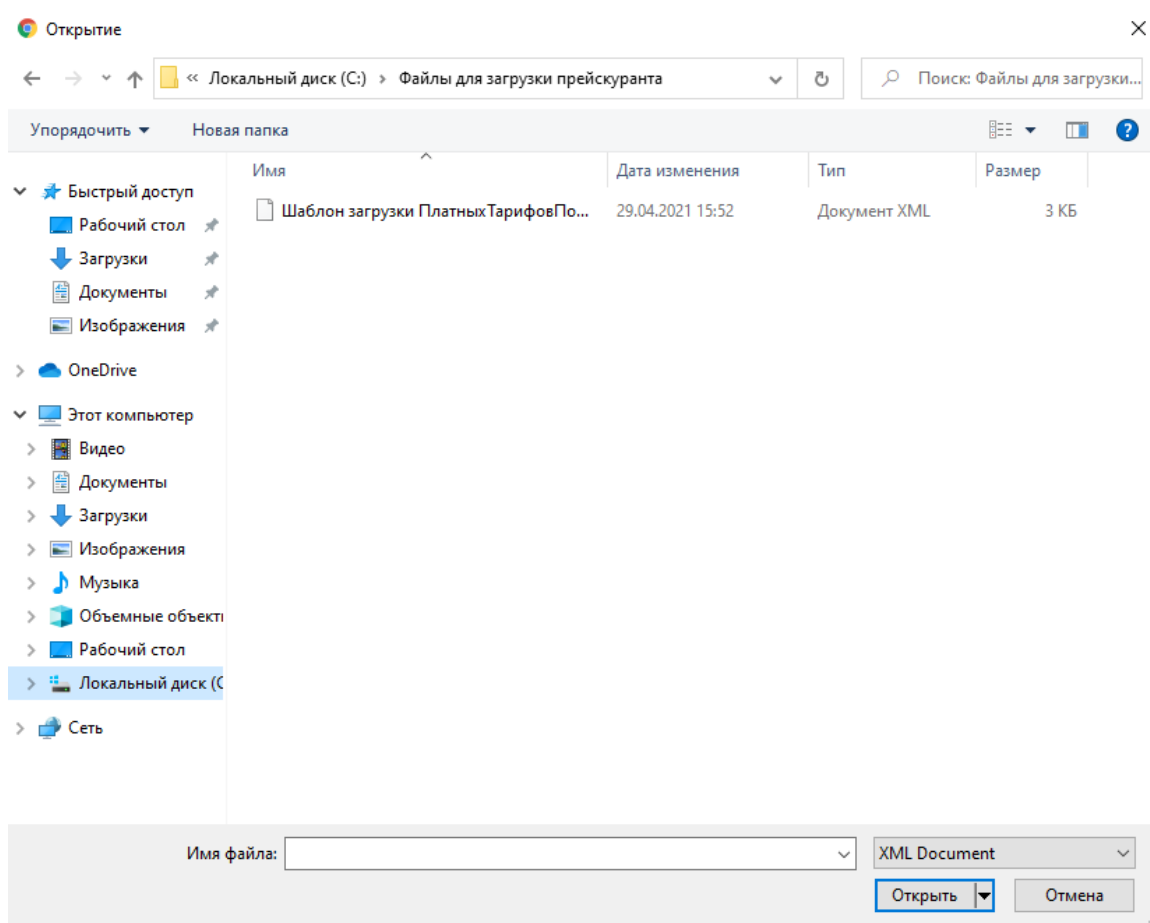 Открытие
« Локальный диск (C:) › Файлы для загрузки прейскуранта
Поиск: Файлы для загрузки...
Упорядочить
Новая папка
Имя Дата изменения Тип Размер
Шаблон загрузки ПлатныхТарифовПо... 29.04.2021 15:52 Документ XML 3 КБ
Быстрый доступ
Рабочий стол
Загрузки
Документы
Изображения
OneDrive
Этот компьютер
Видео
Документы
Загрузки
Изображения
Музыка
Объемные объекты
Рабочий стол
Локальный диск (C
Сеть
Имя файла:
XML Document
Открыть
Отмена